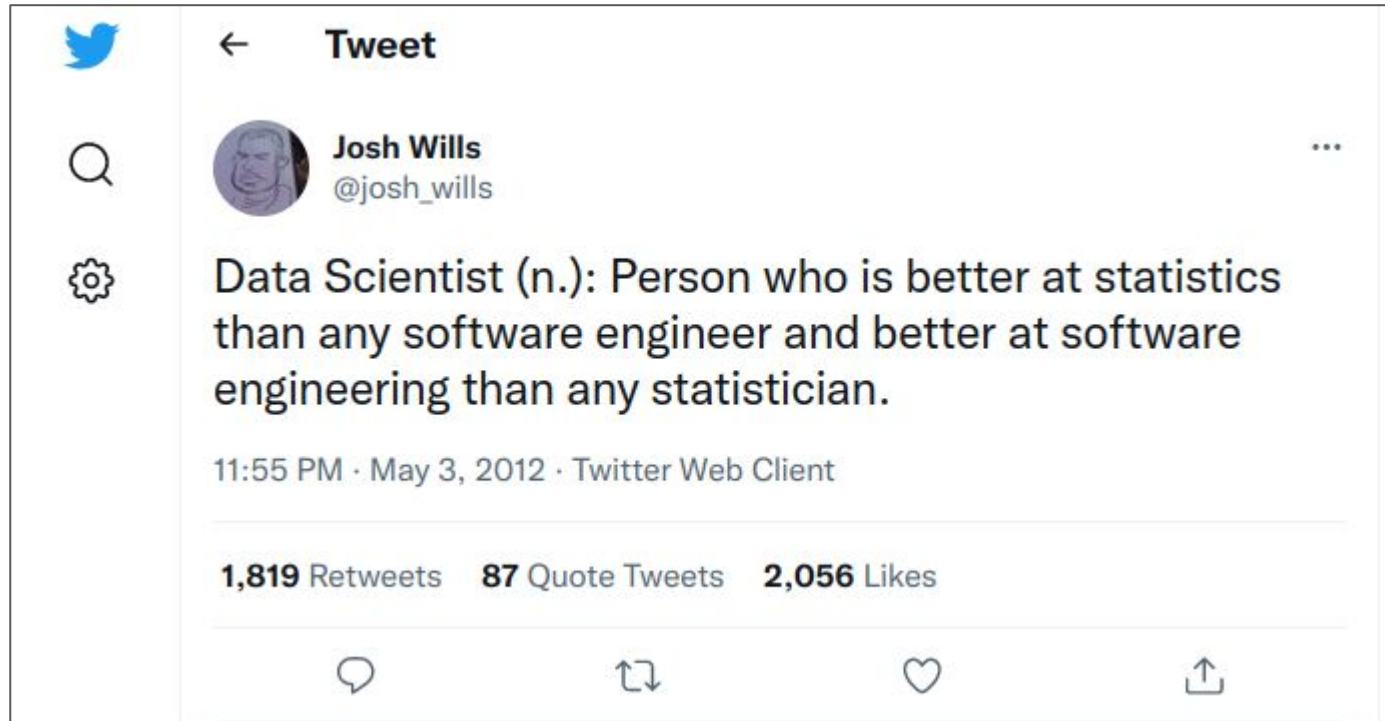 Tweet
Josh Wills
@josh_wills
Data Scientist (n.): Person who is better at statistics
than any software engineer and better at software
engineering than any statistician.
11:55 PM · May 3, 2012 · Twitter Web Client
1,819 Retweets 87 Quote Tweets 2,056 Likes